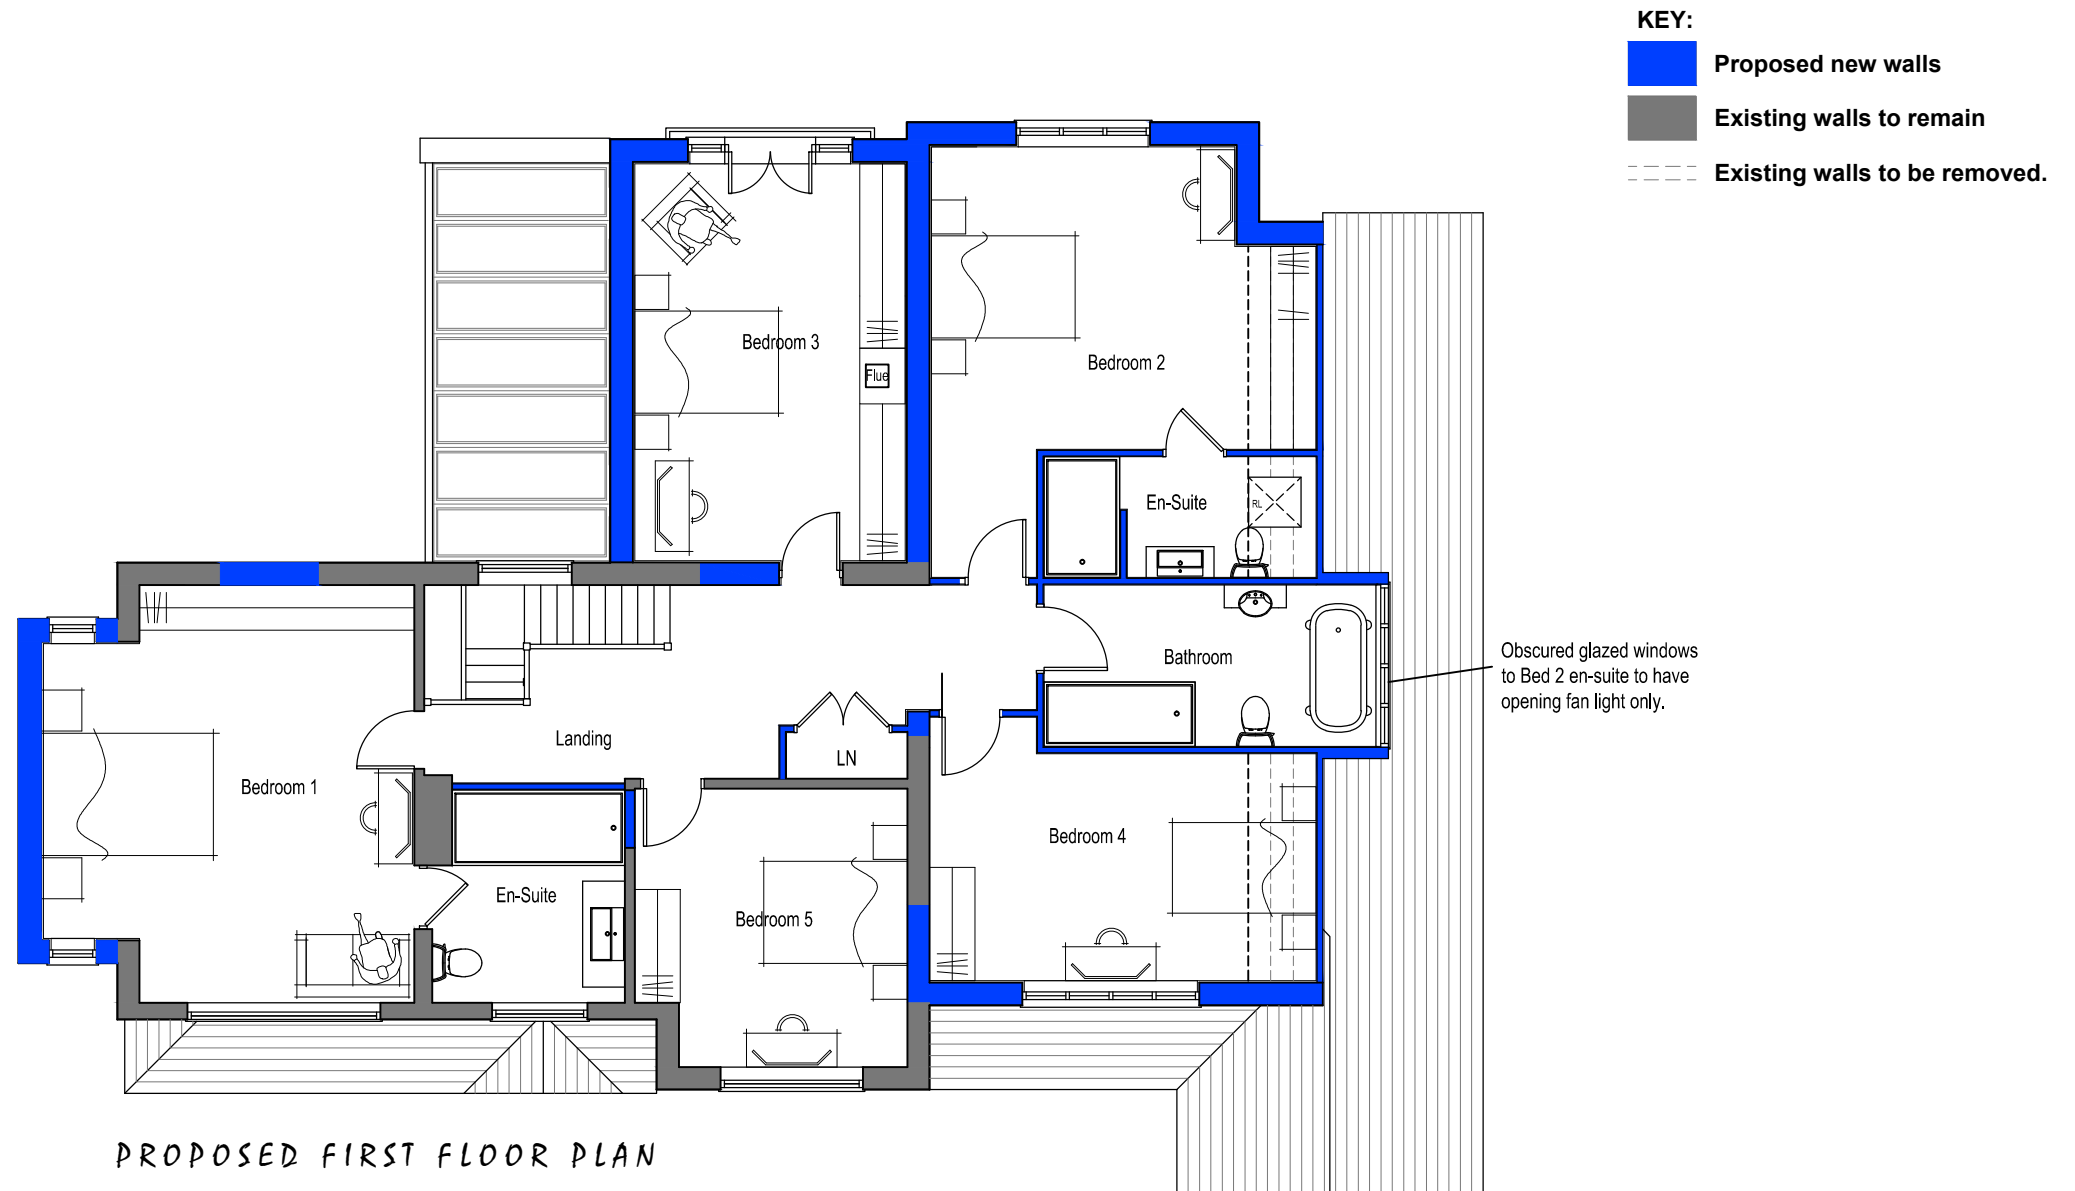 KEY:
Proposed new walls
Existing walls to remain
Existing walls to be removed.
Bedroom 3
Bedroom 2
Flue
En-Suite
RL
Bathroom
Obscured glazed windows
to Bed 2 en-suite to have
opening fan light only.
Landing
LN
Bedroom 1
Bedroom 4
En-Suite
Bedroom 5
PROPOSED FIRST FLOOR PLAN